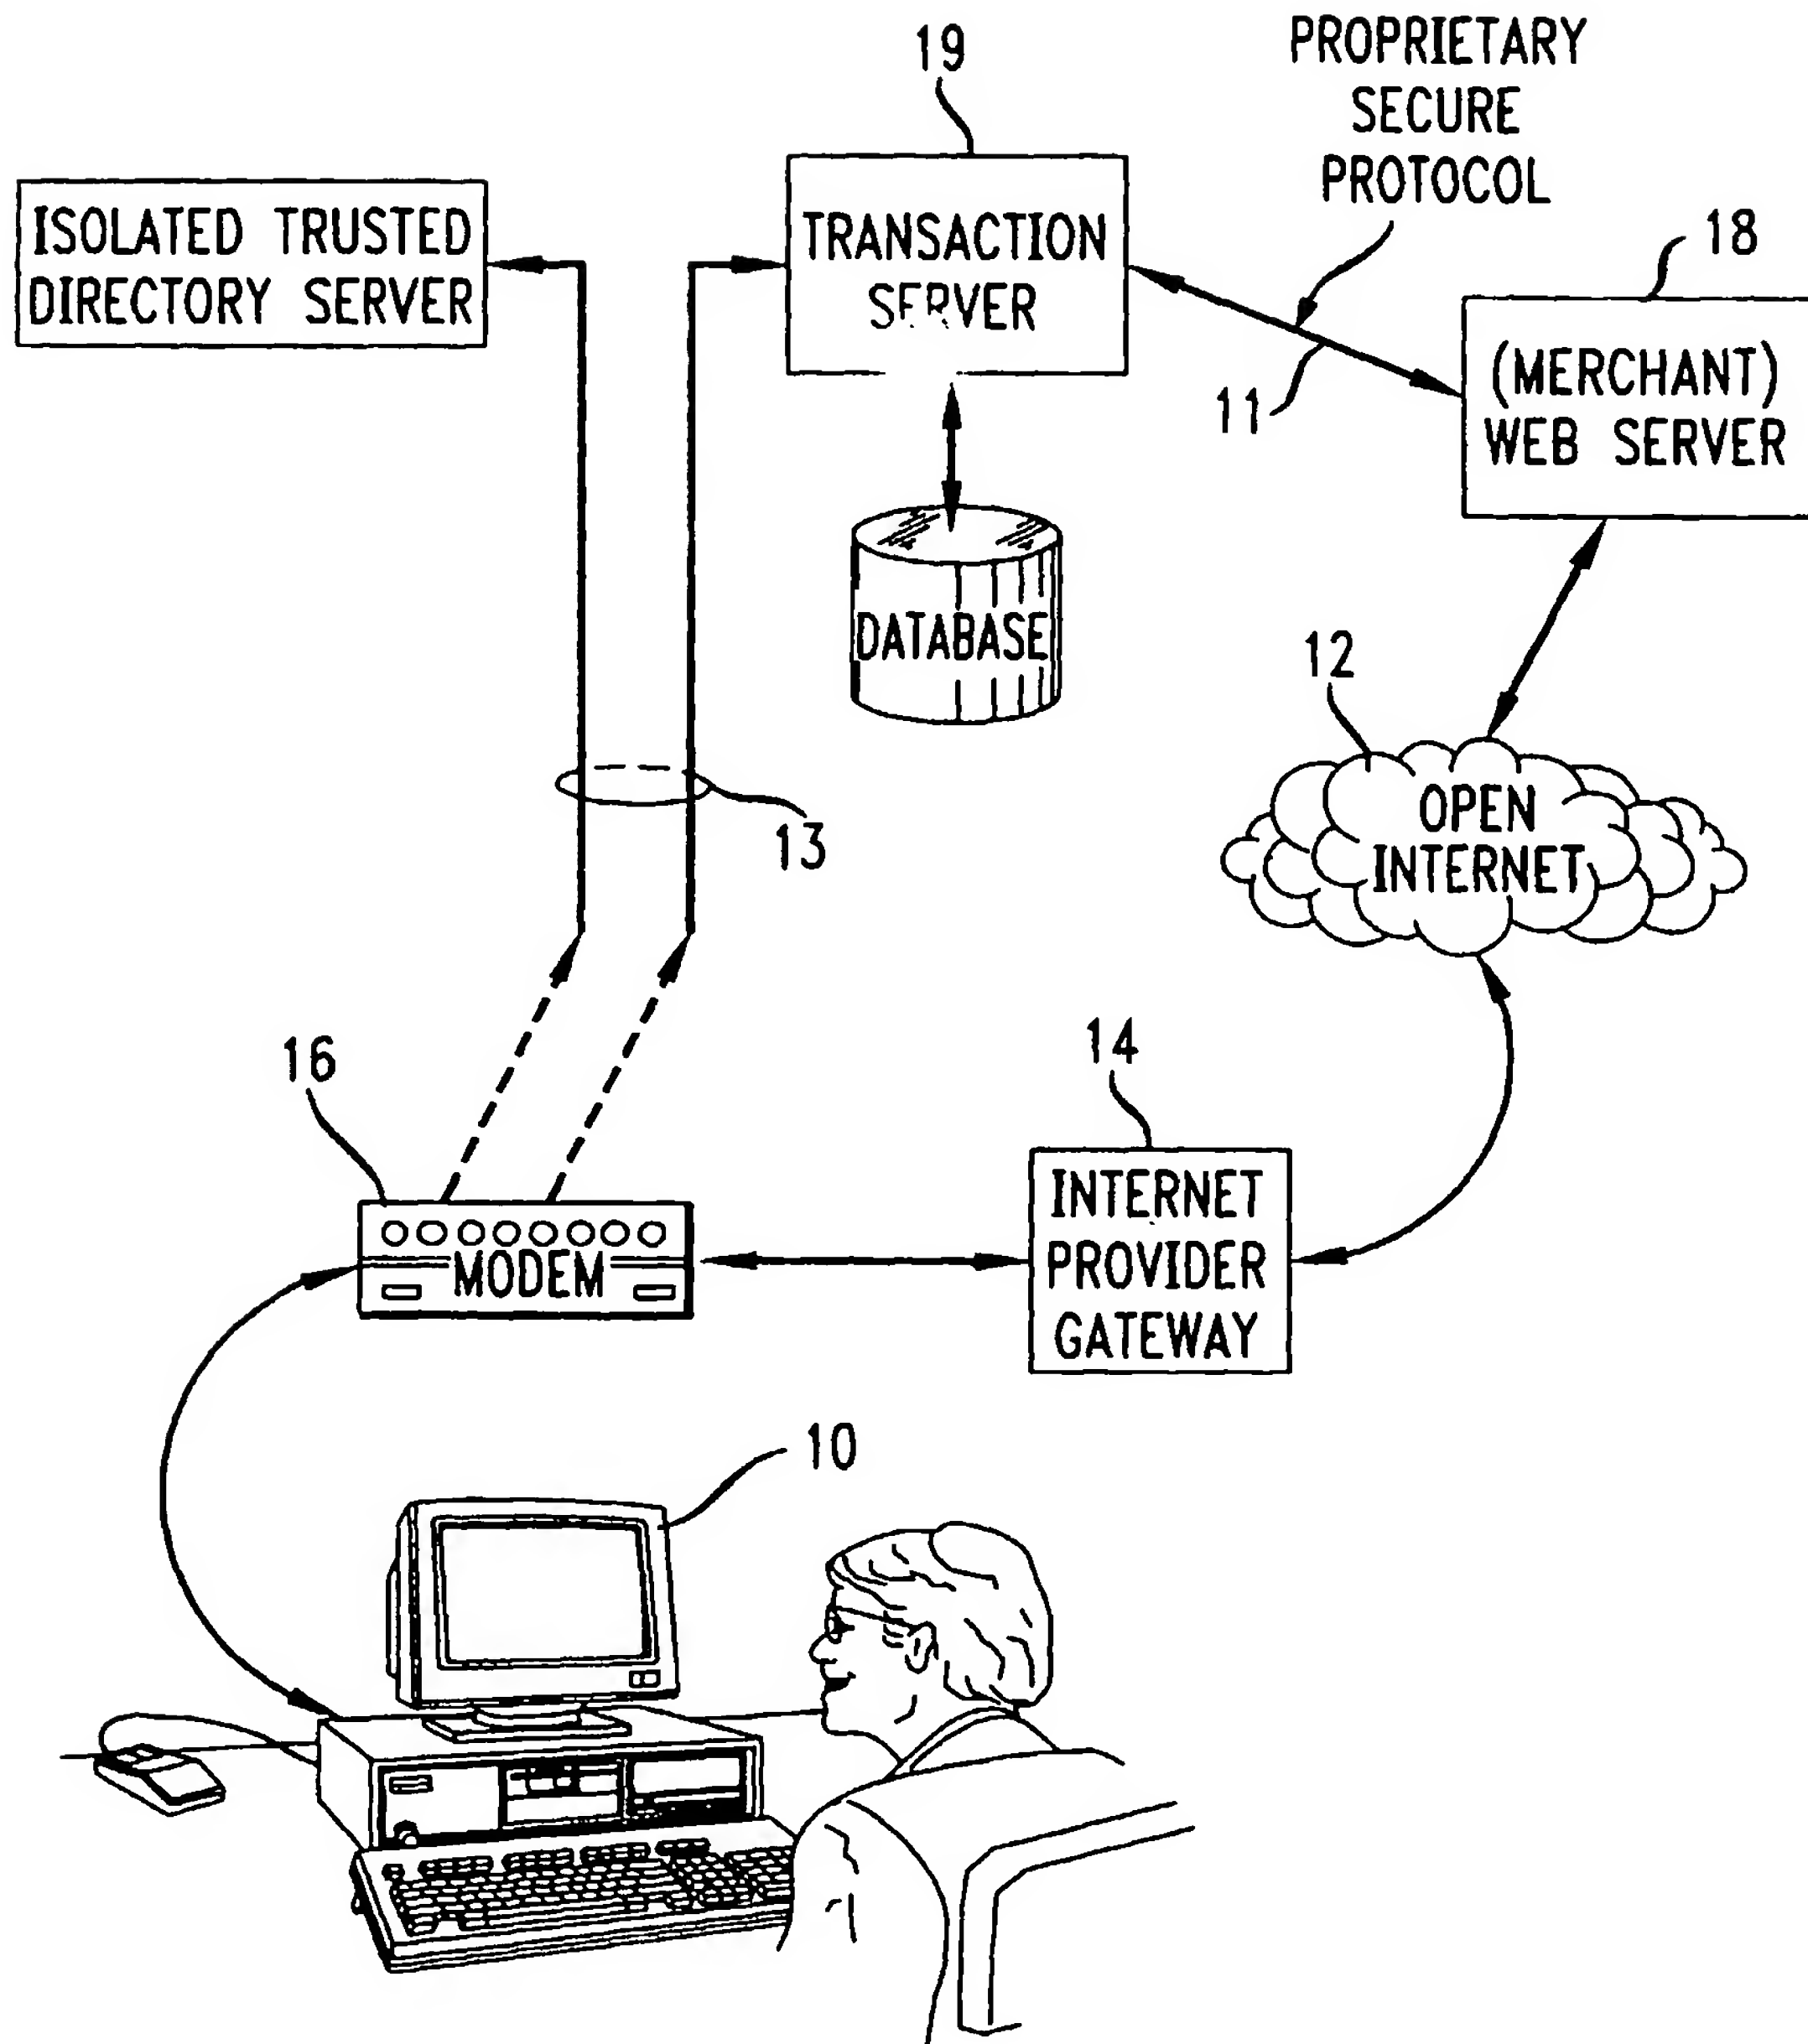 19
PROPRIETARY
SECURE
PROTOCOL
ISOLATED TRUSTED
DIRECTORY SERVER
TRANSACTION
SERVER
18
11
(MERCHANT)
WEB SERVER
DATABASE
12
13
OPEN
INTERNET
16
14
MODEM
INTERNET
PROVIDER
GATEWAY
10